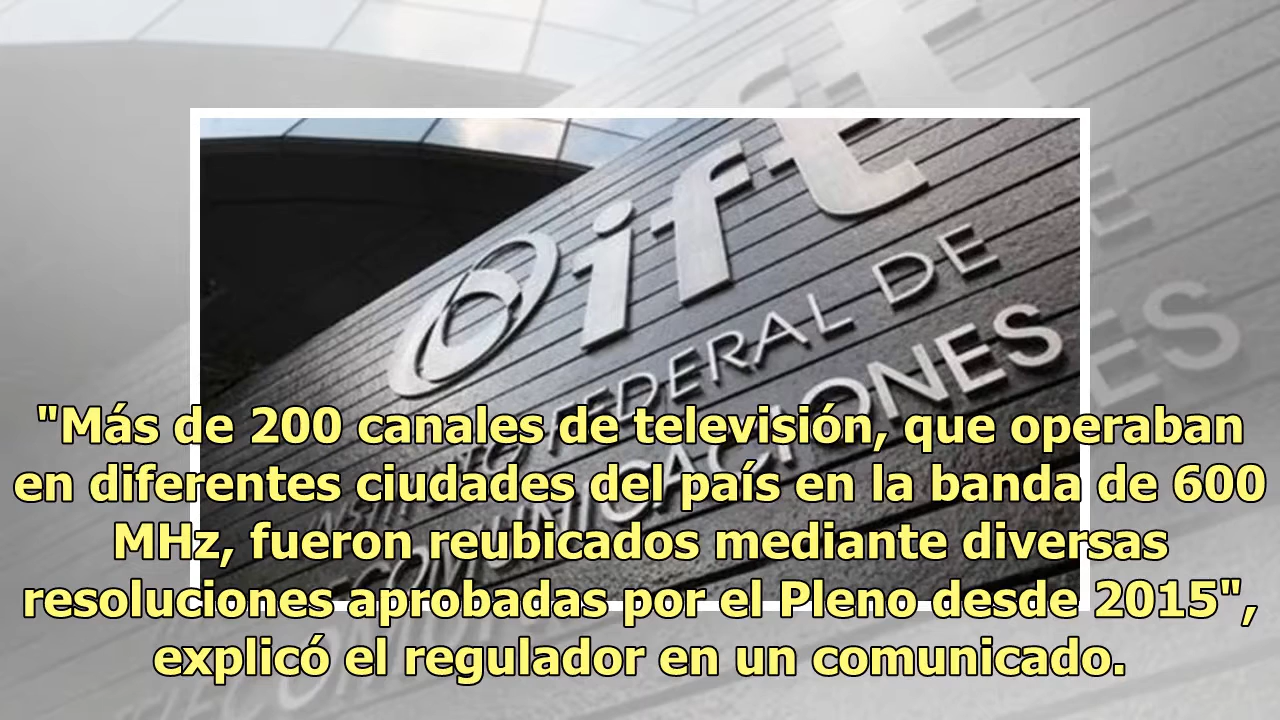 ift
INSTITUTO FEDERAL DE
TELECOMUNICACIONES
"Más de 200 canales de televisión, que operaban
en diferentes ciudades del país en la banda de 600
MHz, fueron reubicados mediante diversas
resoluciones aprobadas por el Pleno desde 2015",
explicó el regulador en un comunicado.